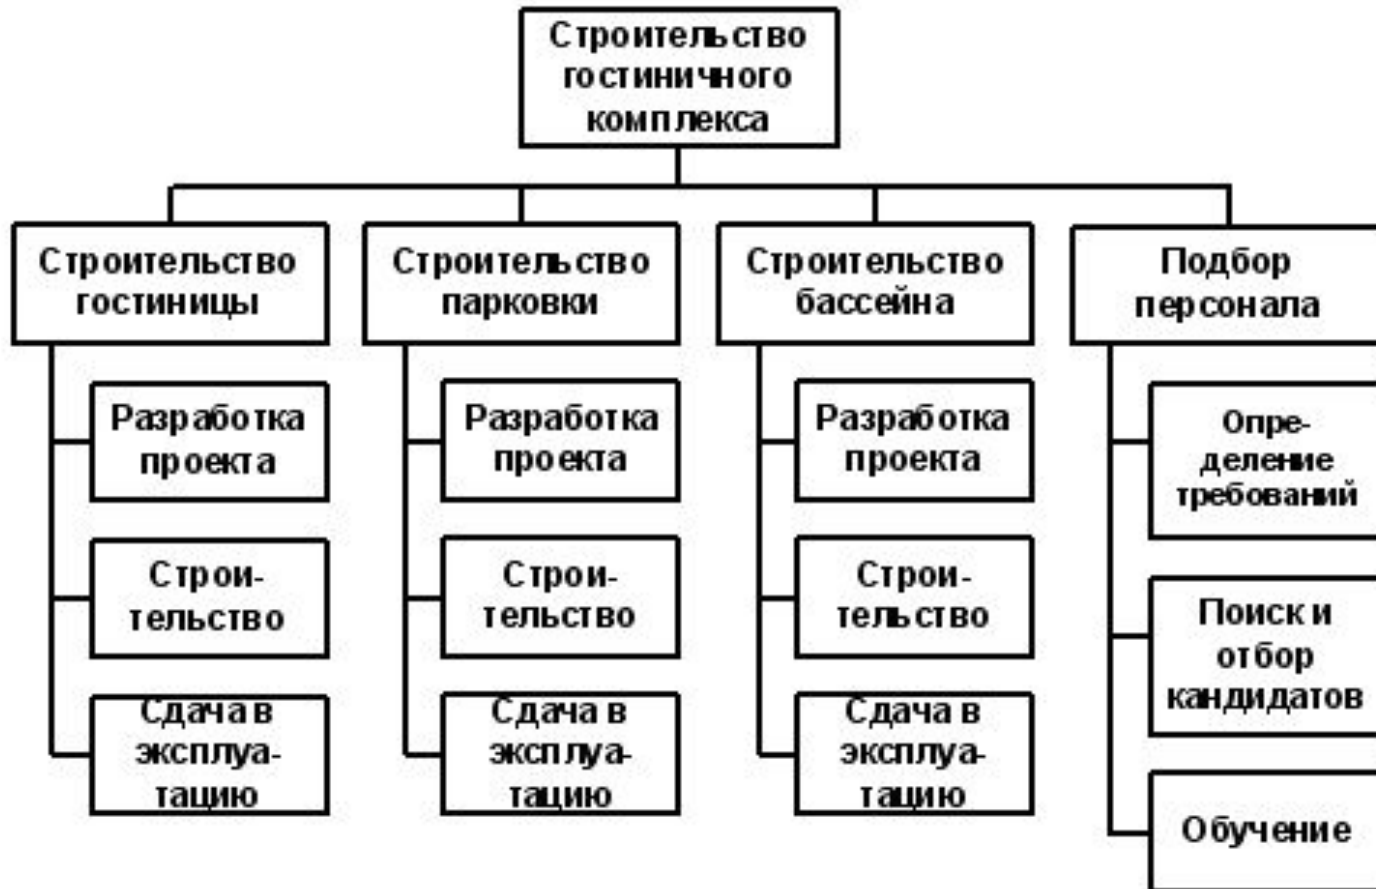 Строительство
гостиничного
комплекса
Строительство
гостиницы
Разработка
проекта
Строи-
тельство
Сдача в
эксплуа-
тацию
Строительство
парковки
Разработка
проекта
Строи-
тельство
Сдача в
эксплуа-
тацию
Строительство
бассейна
Разработка
проекта
Строи-
тельство
Сдача в
эксплуа-
тацию
Подбор
персонала
Опре-
деление
требований
Поиск и
отбор
кандидатов
Обучение